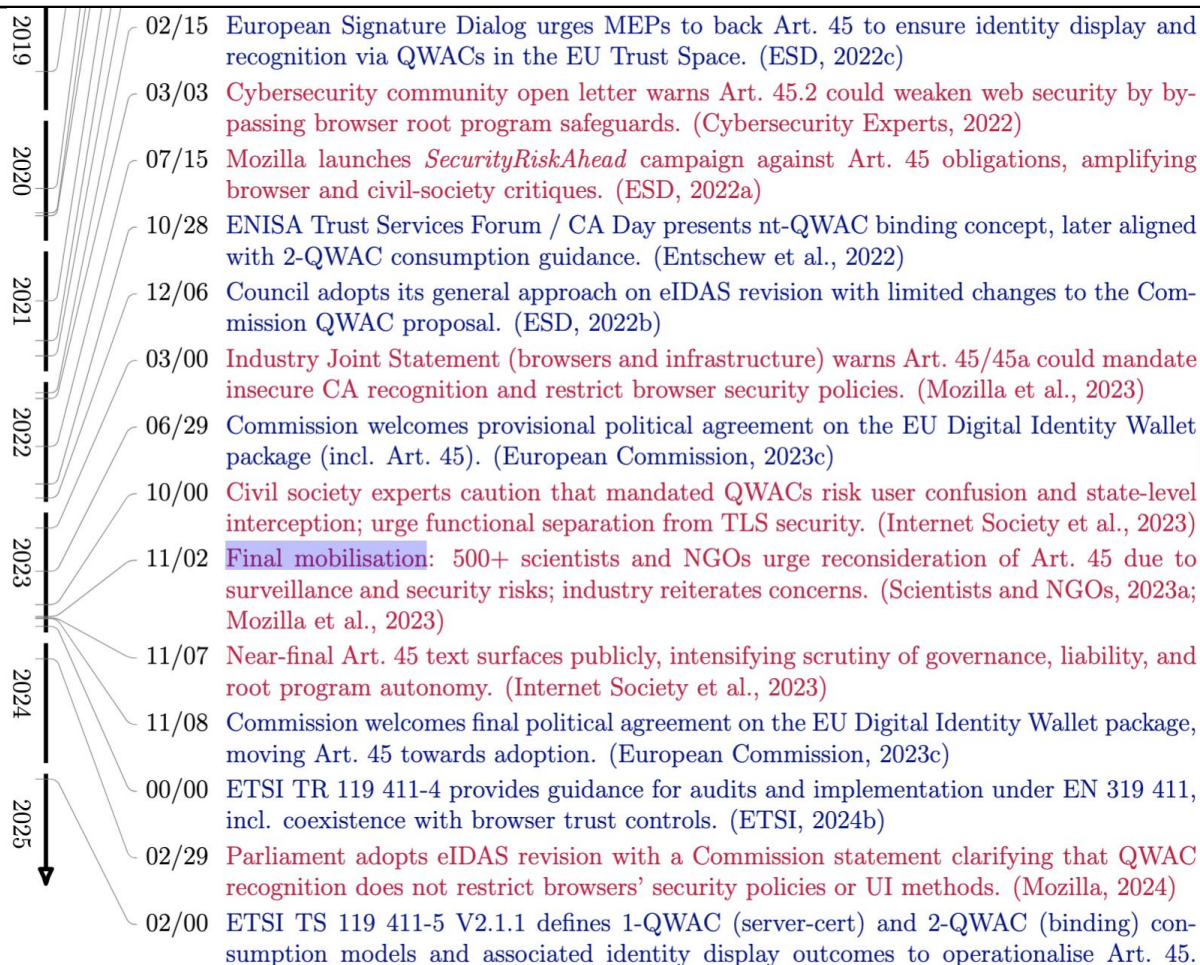 2019
2020
2021
2022
2023
2024
2025
02/15 European Signature Dialog urges MEPs to back Art. 45 to ensure identity display and
recognition via QWACs in the EU Trust Space. (ESD, 2022c)
03/03 Cybersecurity community open letter warns Art. 45.2 could weaken web security by by-
passing browser root program safeguards. (Cybersecurity Experts, 2022)
07/15 Mozilla launches SecurityRiskAhead campaign against Art. 45 obligations, amplifying
browser and civil-society critiques. (ESD, 2022a)
10/28 ENISA Trust Services Forum / CA Day presents nt-QWAC binding concept, later aligned
with 2-QWAC consumption guidance. (Entschew et al., 2022)
12/06 Council adopts its general approach on eIDAS revision with limited changes to the Com-
mission QWAC proposal. (ESD, 2022b)
03/00 Industry Joint Statement (browsers and infrastructure) warns Art. 45/45a could mandate
insecure CA recognition and restrict browser security policies. (Mozilla et al., 2023)
06/29 Commission welcomes provisional political agreement on the EU Digital Identity Wallet
package (incl. Art. 45). (European Commission, 2023c)
10/00 Civil society experts caution that mandated QWACs risk user confusion and state-level
interception; urge functional separation from TLS security. (Internet Society et al., 2023)
11/02 Final mobilisation: 500+ scientists and NGOs urge reconsideration of Art. 45 due to
surveillance and security risks; industry reiterates concerns. (Scientists and NGOs, 2023a;
Mozilla et al., 2023)
11/07 Near-final Art. 45 text surfaces publicly, intensifying scrutiny of governance, liability, and
root program autonomy. (Internet Society et al., 2023)
11/08 Commission welcomes final political agreement on the EU Digital Identity Wallet package,
moving Art. 45 towards adoption. (European Commission, 2023c)
00/00 ETSI TR 119 411-4 provides guidance for audits and implementation under EN 319 411,
incl. coexistence with browser trust controls. (ETSI, 2024b)
02/29 Parliament adopts eIDAS revision with a Commission statement clarifying that QWAC
recognition does not restrict browsers' security policies or UI methods. (Mozilla, 2024)
02/00 ETSI TS 119 411-5 V2.1.1 defines 1-QWAC (server-cert) and 2-QWAC (binding) con-
sumption models and associated identity display outcomes to operationalise Art. 45.